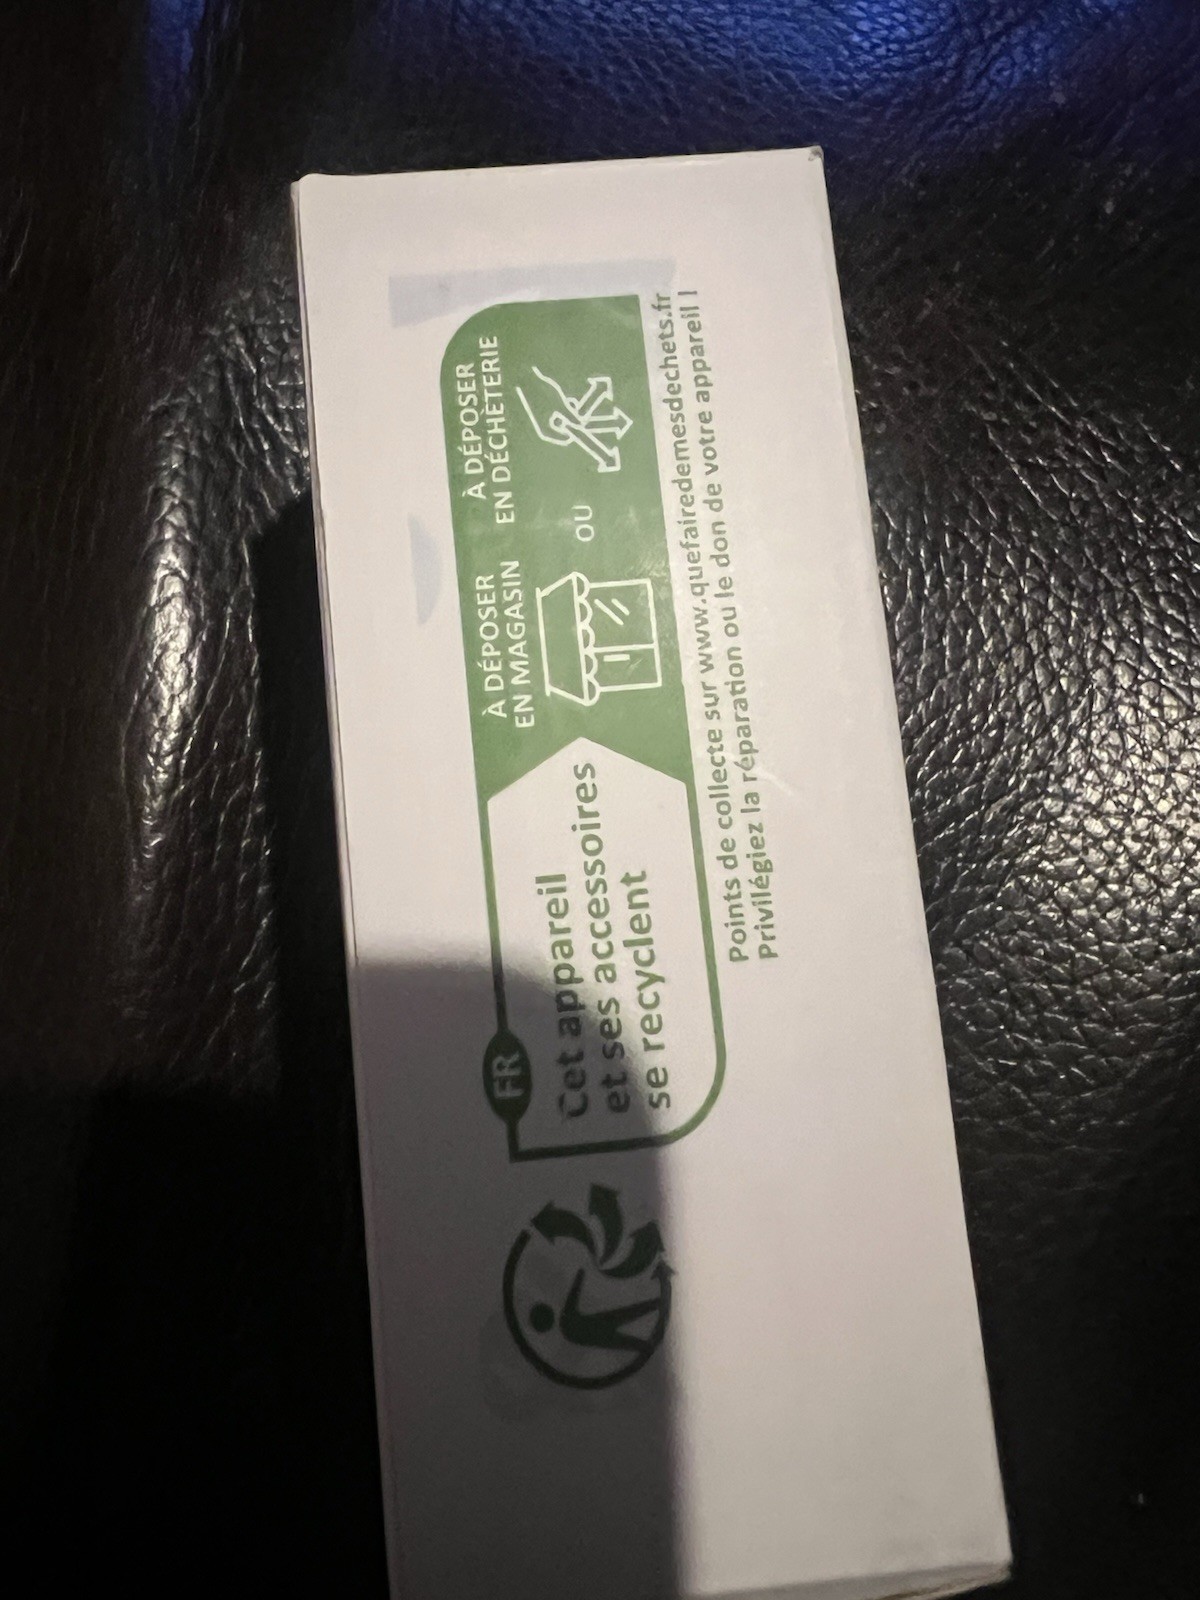 FR
Cet appareil
et ses accessoires
se recyclent
À DÉPOSER
EN MAGASIN
OU
À DÉPOSER
EN DÉCHÈTERIE
Points de collecte sur www.quefairedemesdechets.fr
Privilégiez la réparation ou le don de votre appareil !